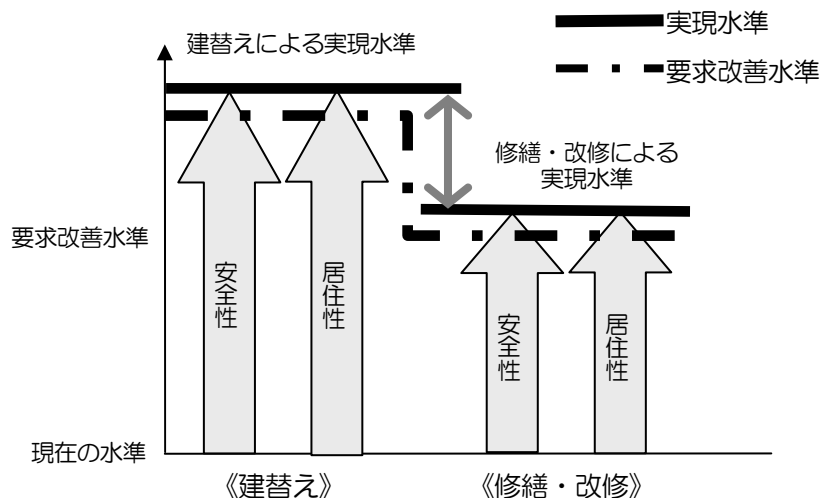 建替えによる実現水準
実現水準
要求改善水準
修繕・改修による
実現水準
要求改善水準
安全性
居住性
安全性
居住性
現在の水準
《建替え》
《修繕・改修》